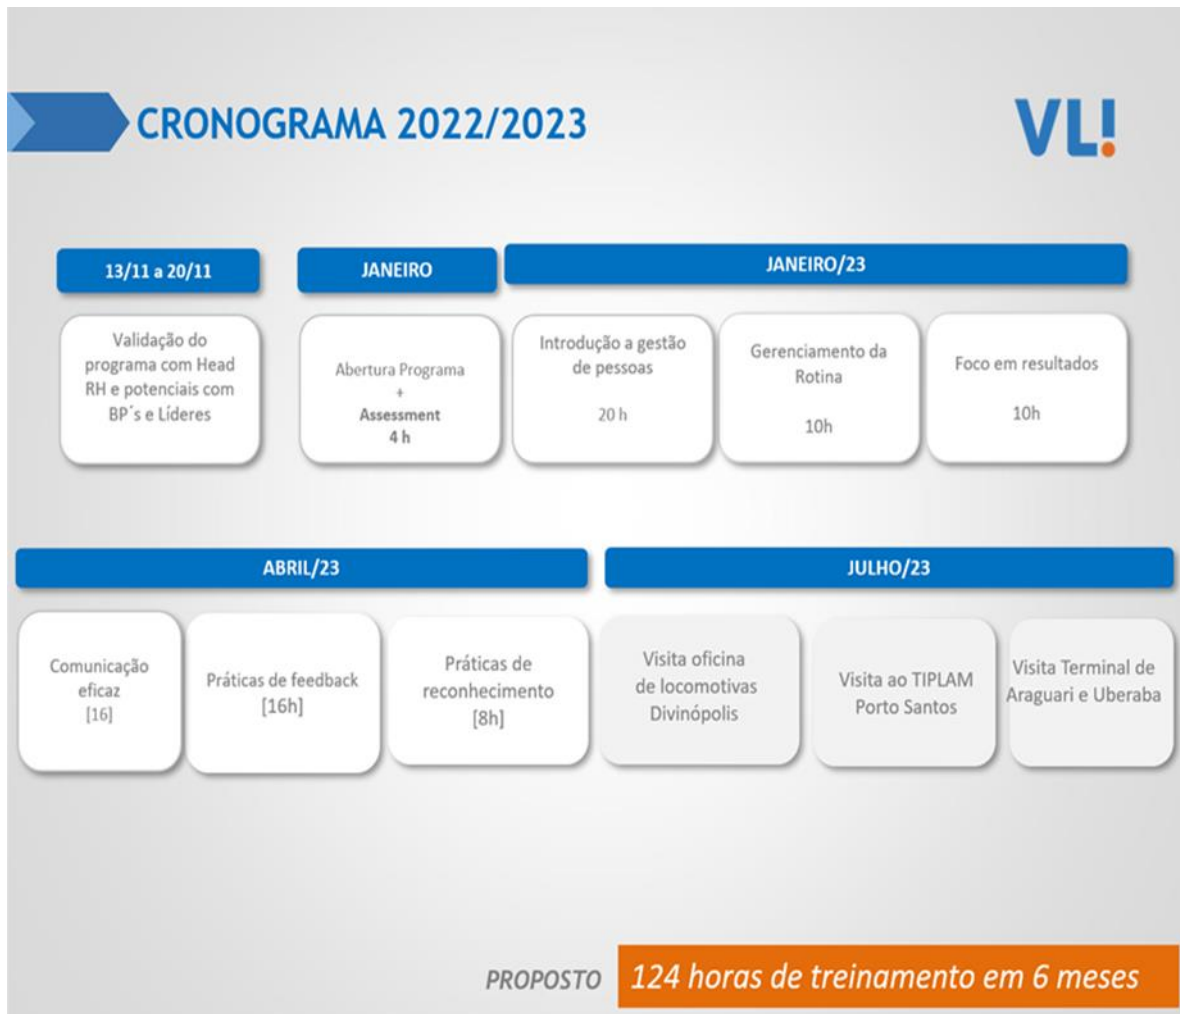 CRONOGRAMA 2022/2023
VL!
13/11 a 20/11
Validação do
programa com Head
RH e potenciais com
BP´s e Líderes
JANEIRO
Abertura Programa
+
Assessment
4 h
JANEIRO/23
Introdução a gestão
de pessoas
20 h
Gerenciamento da
Rotina
10h
Foco em resultados
10h
ABRIL/23
Comunicação
eficaz
[16]
Práticas de feedback
[16h]
Práticas de
reconhecimento
[8h]
JULHO/23
Visita oficina
de locomotivas
Divinópolis
Visita ao TIPLAM
Porto Santos
Visita Terminal de
Araguari e Uberaba
PROPOSTO
124 horas de treinamento em 6 meses